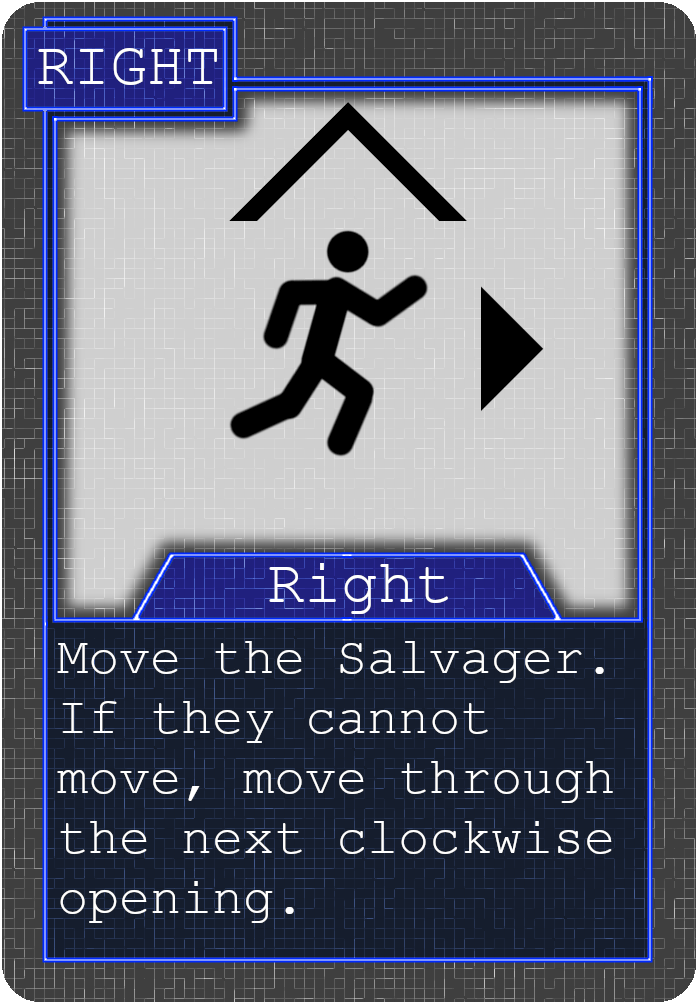 RIGHT
Right
Move the Salvager.
If they cannot
move, move through
the next clockwise
opening.